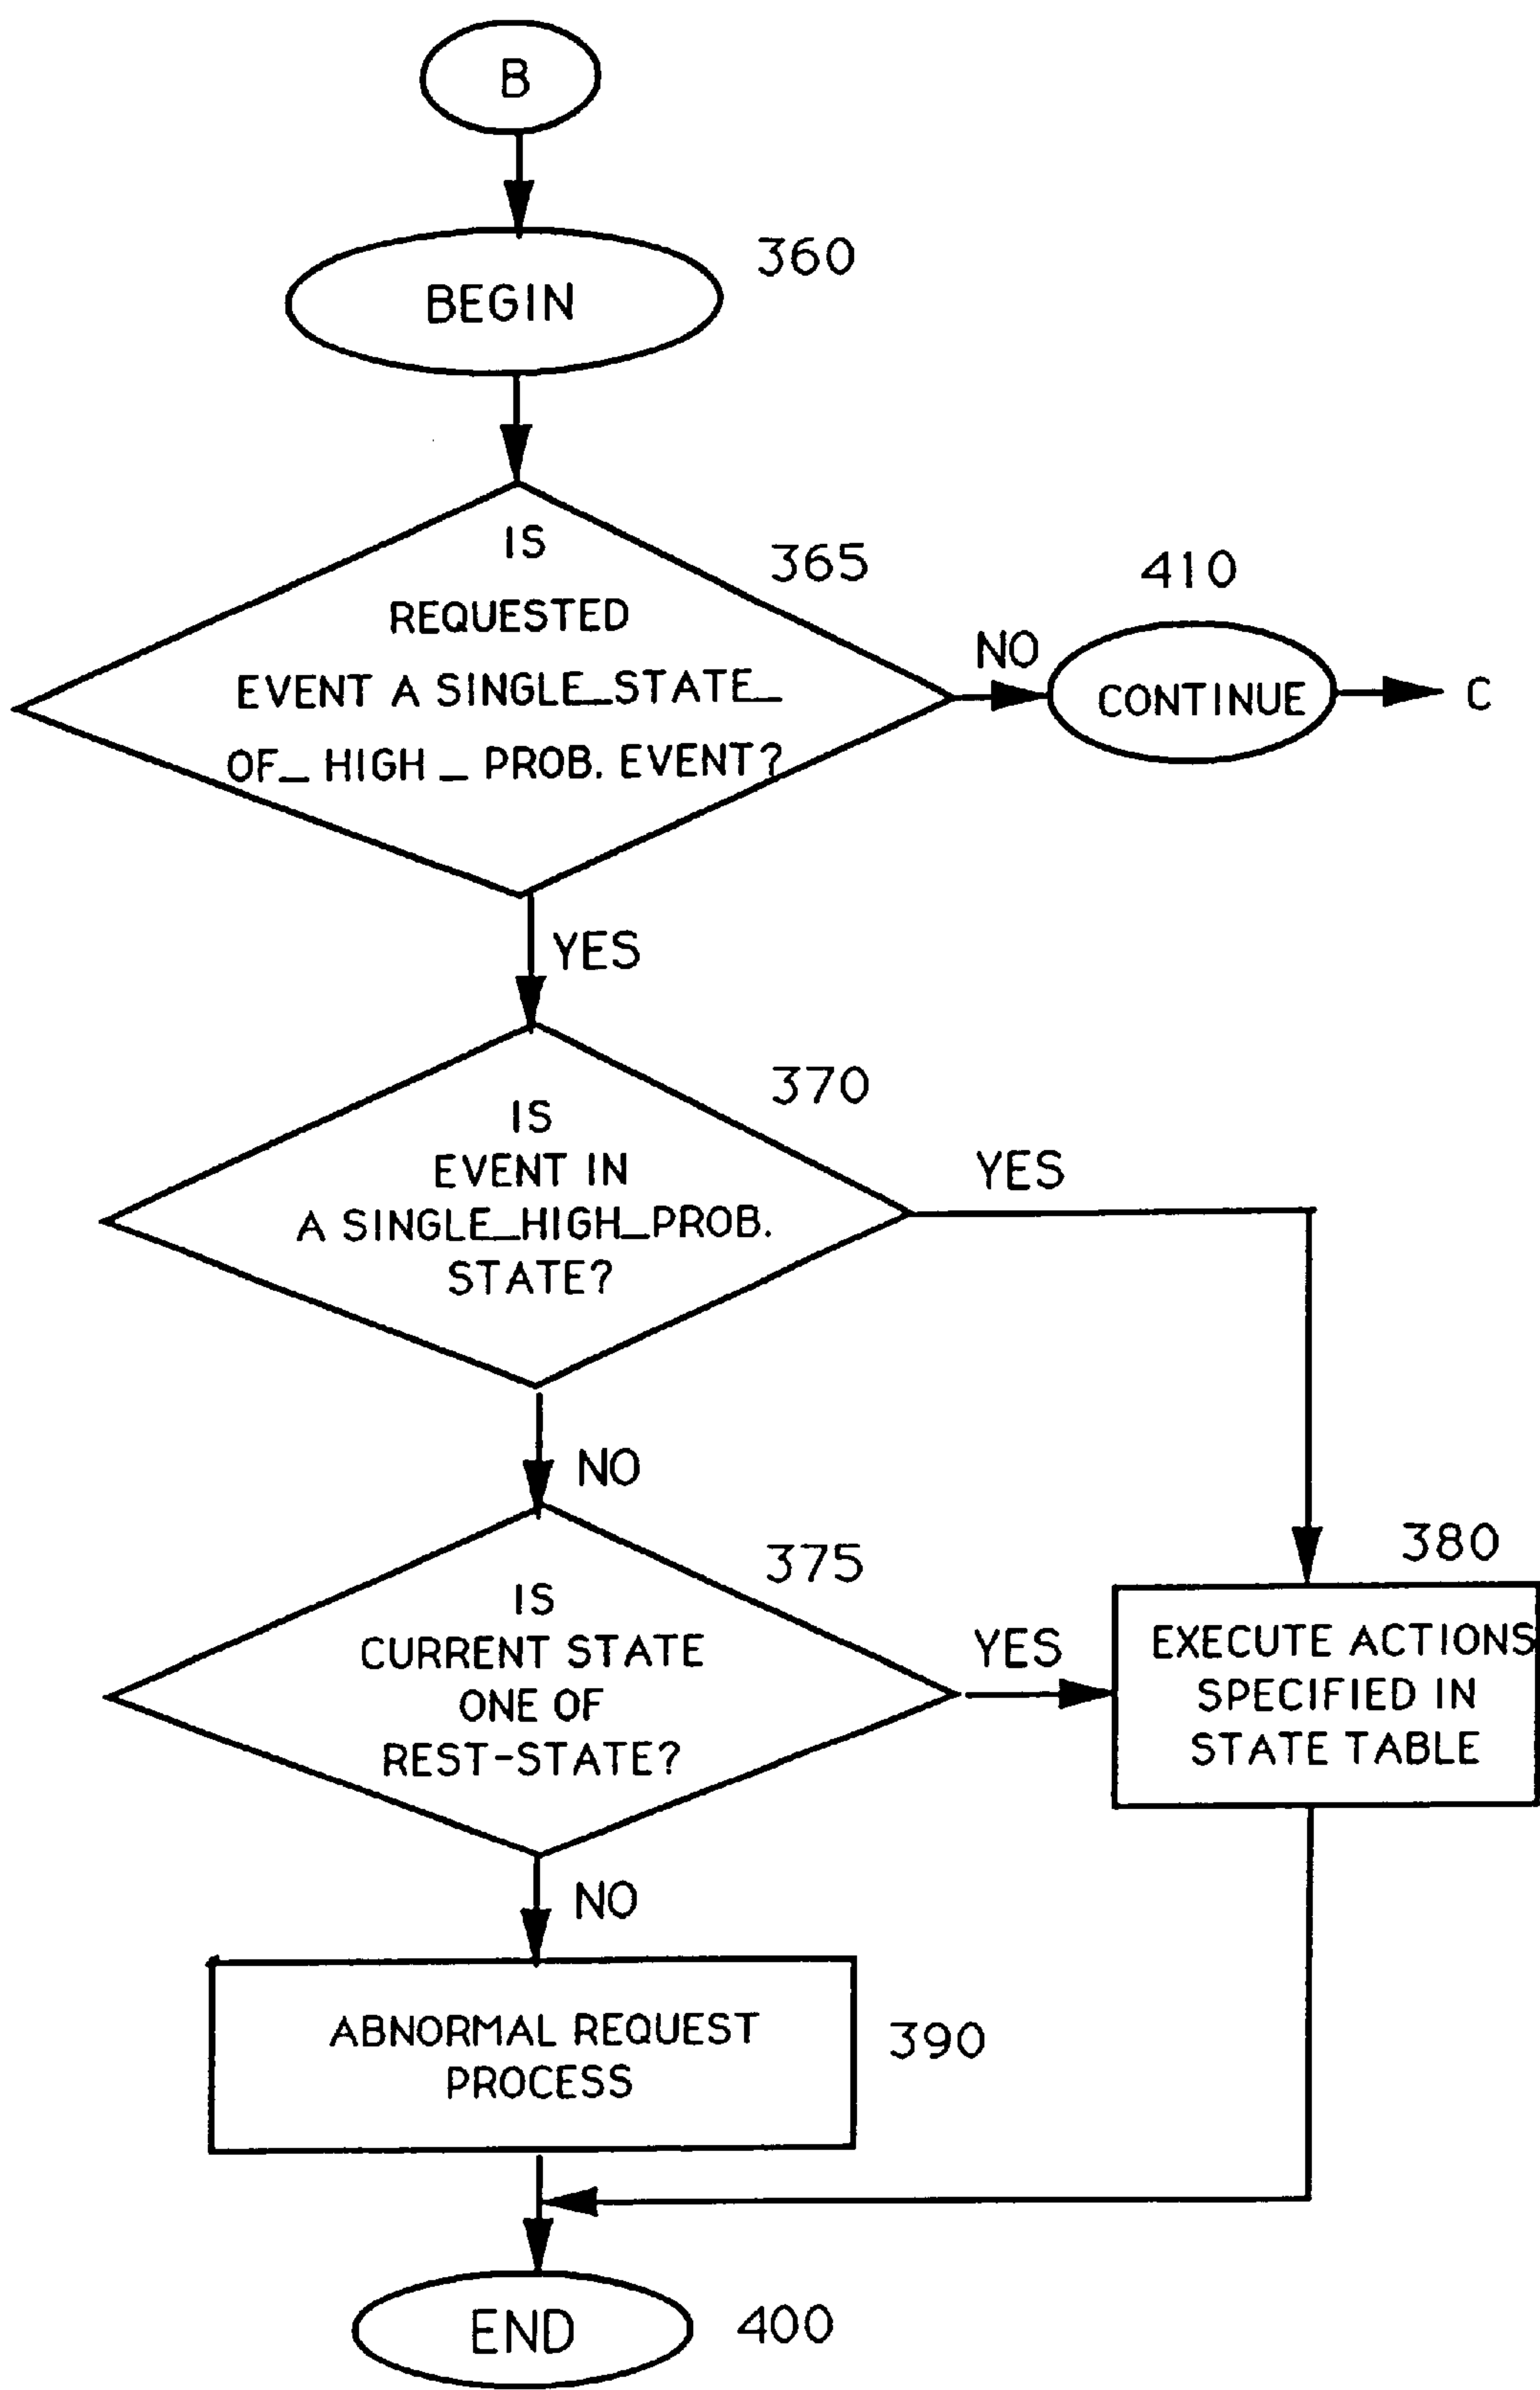 B
360
BEGIN
IS
365
410
REQUESTED
NO
EVENT A SINGLE_STATE_
CONTINUE
C
OF_ HIGH _ PROB. EVENT?
YES
370
IS
EVENT IN
YES
A SINGLE_HIGH_PROB.
STATE?
NO
375
380
IS
CURRENT STATE
YES
EXECUTE ACTIONS
ONE OF
SPECIFIED IN
REST-STATE?
STATE TABLE
NO
ABNORMAL REQUEST
390
PROCESS
END
400